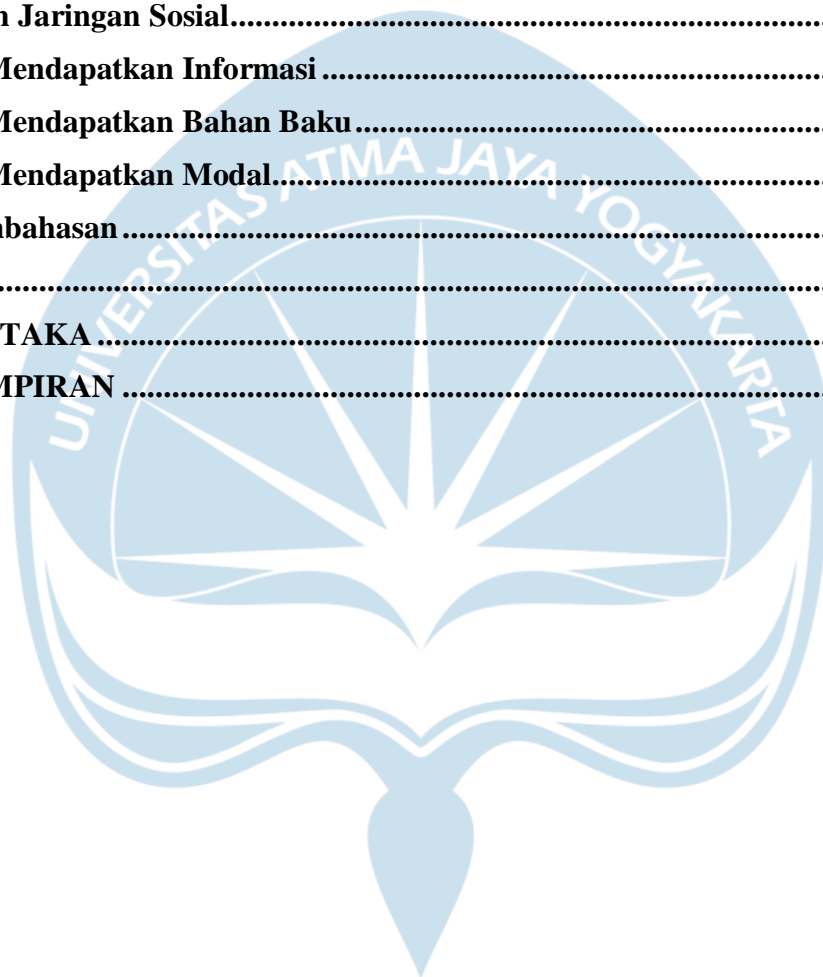 n Jaringan Sosial..............................................................................................
Mendapatkan Informasi..............................................................................
Mendapatkan Bahan Baku........................................................................
Mendapatkan Modal.....................................................................................
nbahasan.........................................................................................................
..........................................................................................................................
TAKA..............................................................................................................
MPIRAN..........................................................................................................
UNIVERSITAS ATMA JAYA YOGYAKARTA